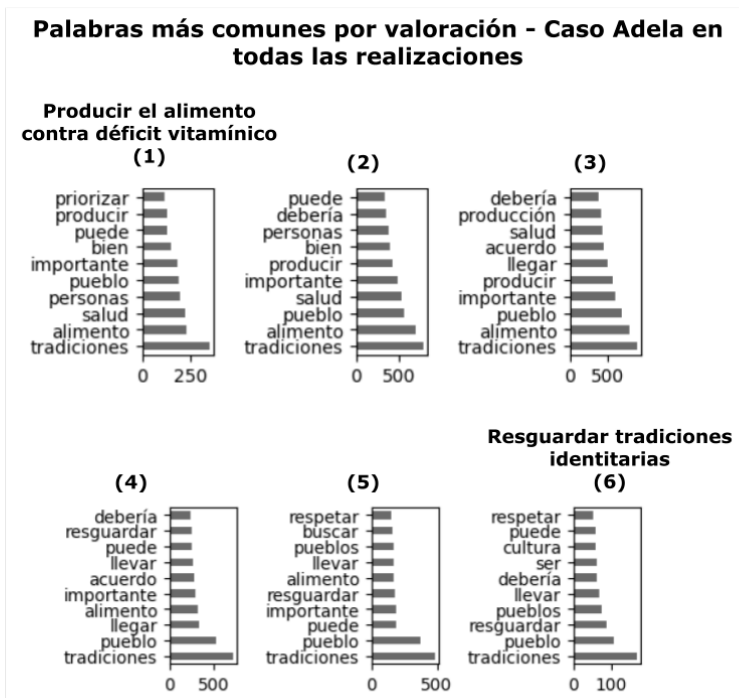 Palabras más comunes por valoración - Caso Adela en
todas las realizaciones
Producir el alimento
contra déficit vitamínico
(1)
priorizar
producir
puede
bien
importante
pueblo
personas
salud
alimento
tradiciones
0 250
(2)
puede
debería
personas
bien
producir
importante
salud
pueblo
alimento
tradiciones
0 500
(3)
debería
producción
salud
acuerdo
llegar
producir
importante
pueblo
alimento
tradiciones
0 500
(4)
debería
resguardar
puede
llevar
acuerdo
importante
alimento
llegar
pueblo
tradiciones
0 500
(5)
respetar
buscar
pueblos
llevar
alimento
resguardar
importante
puede
pueblo
tradiciones
0 500
Resguardar tradiciones
identitarias
(6)
respetar
puede
cultura
ser
debería
llevar
pueblos
resguardar
pueblo
tradiciones
0 100